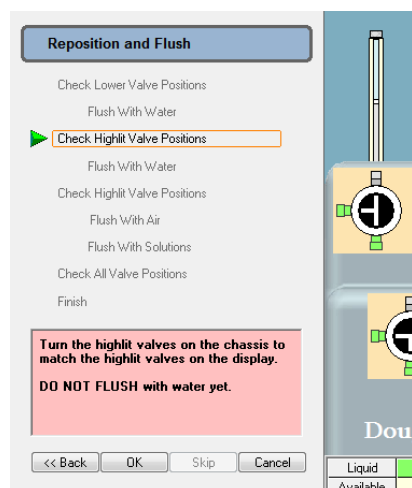 Reposition and Flush
Check Lower Valve Positions
Flush With Water
Check Highlit Valve Positions
Flush With Water
Check Highlit Valve Positions
Flush With Air
Flush With Solutions
Check All Valve Positions
Finish
Turn the highlit valves on the chassis to
match the highlit valves on the display.
DO NOT FLUSH with water yet.
<< Back OK Skip Cancel
Dou
Liquid
Available